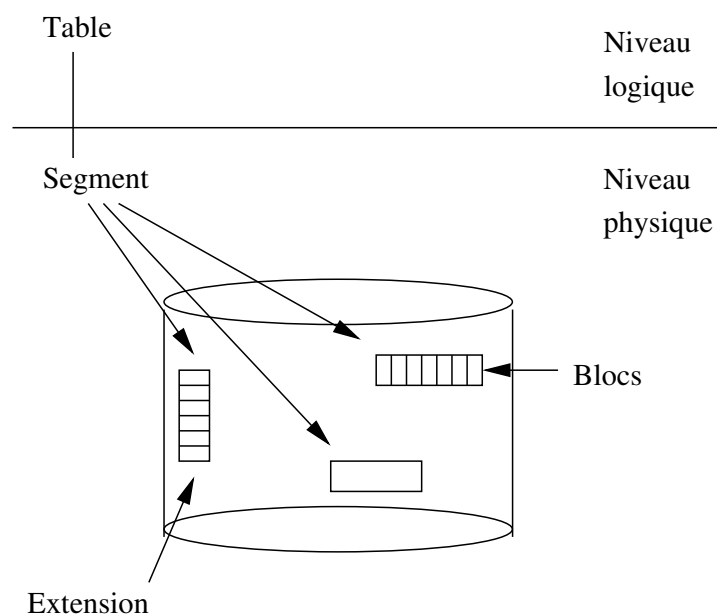 Table
Niveau
logique
Segment
Niveau
physique
Blocs
Extension